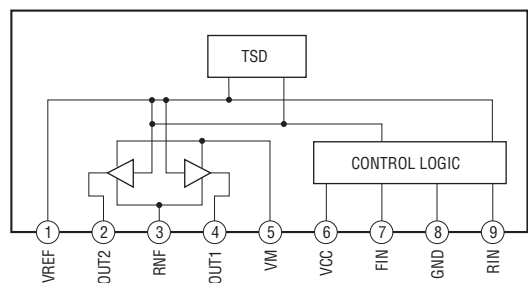 TSD
CONTROL LOGIC
1
2
3
4
5
6
7
8
9
VREF
OUT2
RNF
OUT1
VM
VCC
FIN
GND
RIN